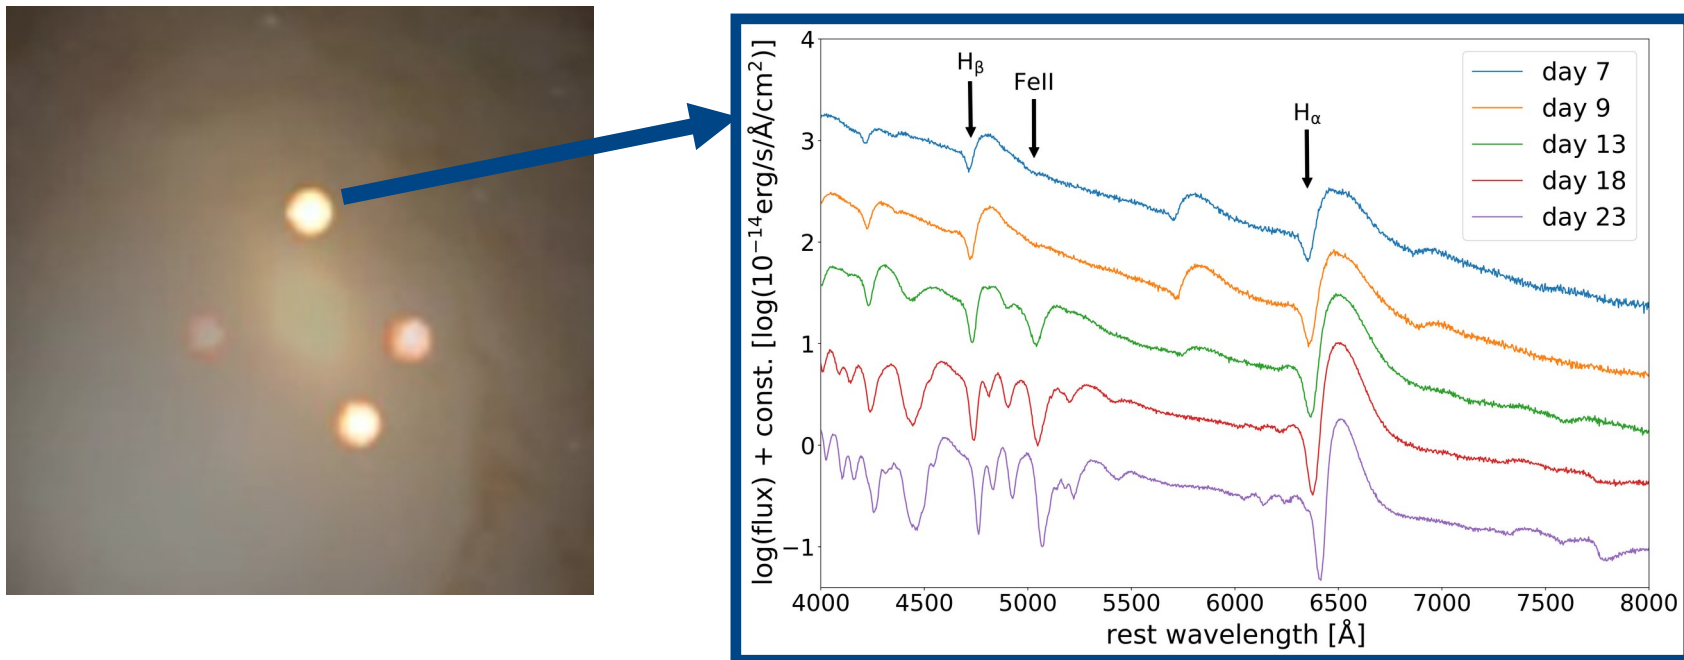 log(flux) + const. [log(10⁻¹⁴erg/s/Å/cm²)]
4
3
2
1
0
−1
Hβ
FeII
Hα
day 7
day 9
day 13
day 18
day 23
4000 4500 5000 5500 6000 6500 7000 7500 8000
rest wavelength [Å]